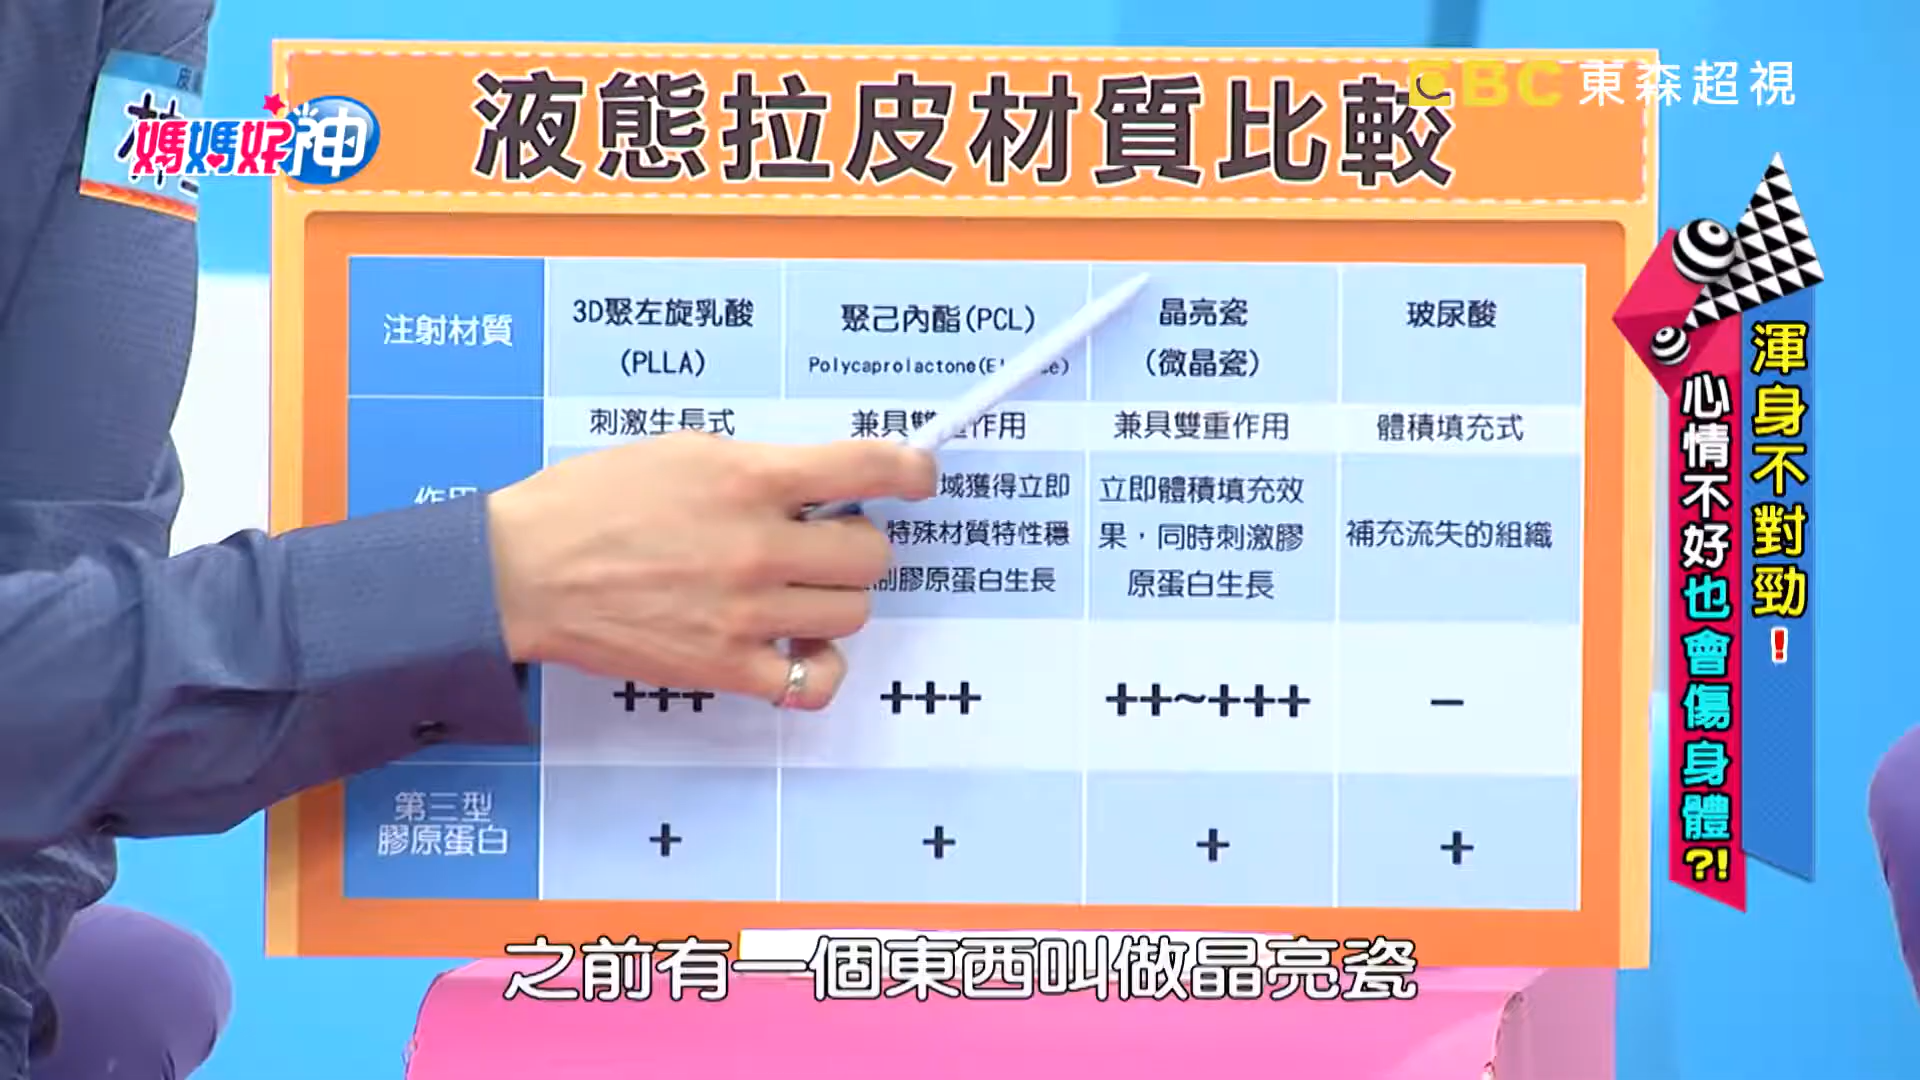 液態拉皮材質比較
EBC 東森超視
媽媽好神
注射材質
3D聚左旋乳酸
(PLLA)
聚己內酯(PCL)
晶亮瓷
(微晶瓷)
玻尿酸
刺激生長式
兼具雙重作用
兼具雙重作用
體積填充式
域獲得立即
特殊材質特性穩
膠原蛋白生長
立即體積填充效
果，同時刺激膠
原蛋白生長
補充流失的組織
+++
+++
++~+++
−
第三型
膠原蛋白
+
+
+
+
渾身不對勁！
心情不好也會傷身體?!
之前有一個東西叫做晶亮瓷